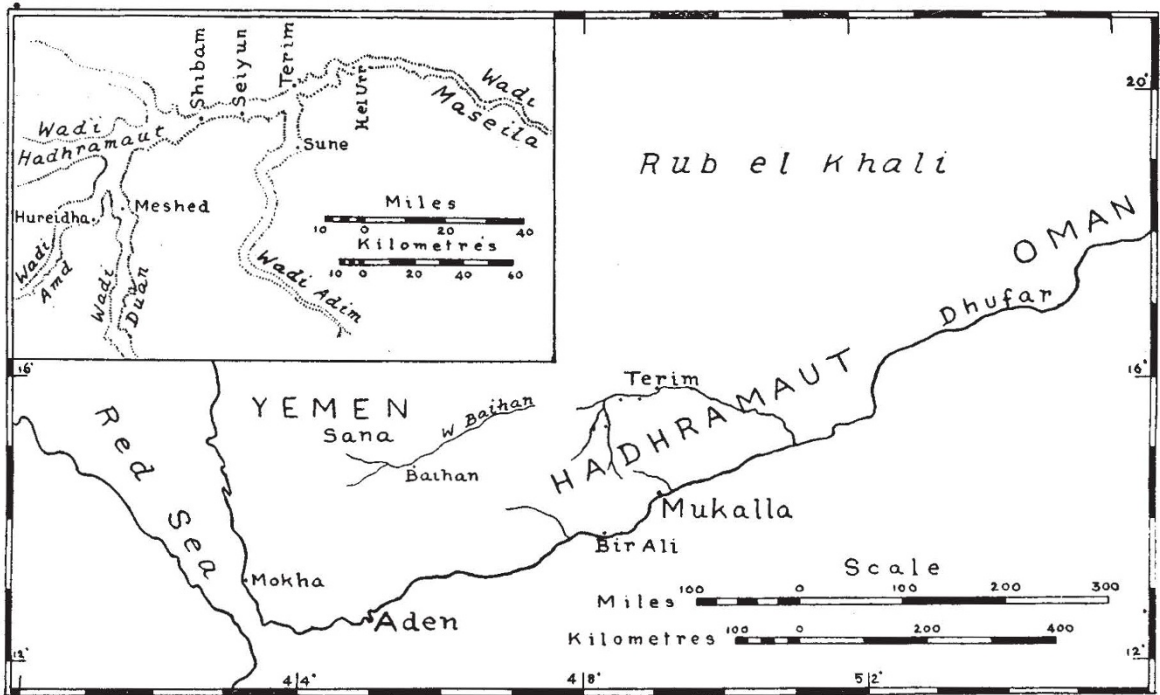 Shibam
Seiyun
Terim
Hel Urr
Wadi
Maseila
Wadi
Hadhramaut
Sune
Hureidha
Meshed
Miles
10 0 20 40
Kilometres
10 0 20 40 60
Wadi
Amd
Wadi
Duan
Wadi Adim
20°
Rub el Khali
OMAN
Dhufar
16°
16°
Terim
YEMEN
Sana
W Baihan
Baihan
HADHRAMAUT
Red Sea
Mukalla
Bir Ali
Mokha
Aden
Scale
Miles
100 0 100 200 300
Kilometres
100 0 200 400
12°
12°
44°
48°
52°